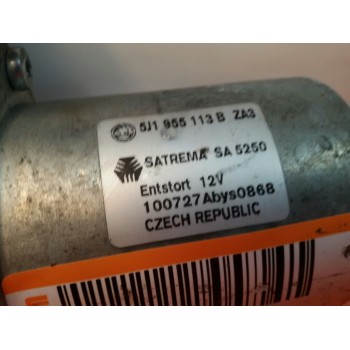 5J1 955 113 B ZA3
SATREMA SA 5250
Entstort 12V
100727Abys0868
CZECH REPUBLIC